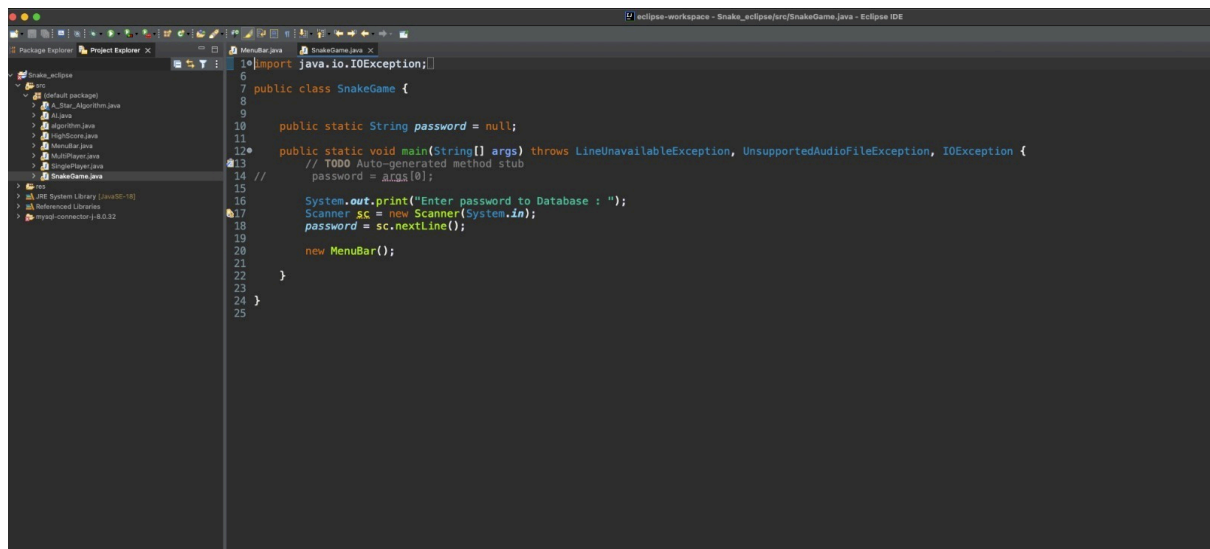 eclipse-workspace - Snake_eclipse/src/SnakeGame.java - Eclipse IDE
Package Explorer
Project Explorer
MenuBar.java
SnakeGame.java
Snake_eclipse
src
(default package)
A_Star_Algorithm.java
AI.java
algorithm.java
HighScore.java
MenuBar.java
MultiPlayer.java
SinglePlayer.java
SnakeGame.java
res
JRE System Library [JavaSE-18]
Referenced Libraries
mysql-connector-j-8.0.32
1 import java.io.IOException;
6
7 public class SnakeGame {
8
9
10 public static String password = null;
11
12 public static void main(String[] args) throws LineUnavailableException, UnsupportedAudioFileException, IOException {
13 // TODO Auto-generated method stub
14 // password = args[0];
15
16 System.out.print("Enter password to Database : ");
17 Scanner sc = new Scanner(System.in);
18 password = sc.nextLine();
19
20 new MenuBar();
21
22 }
23
24 }
25